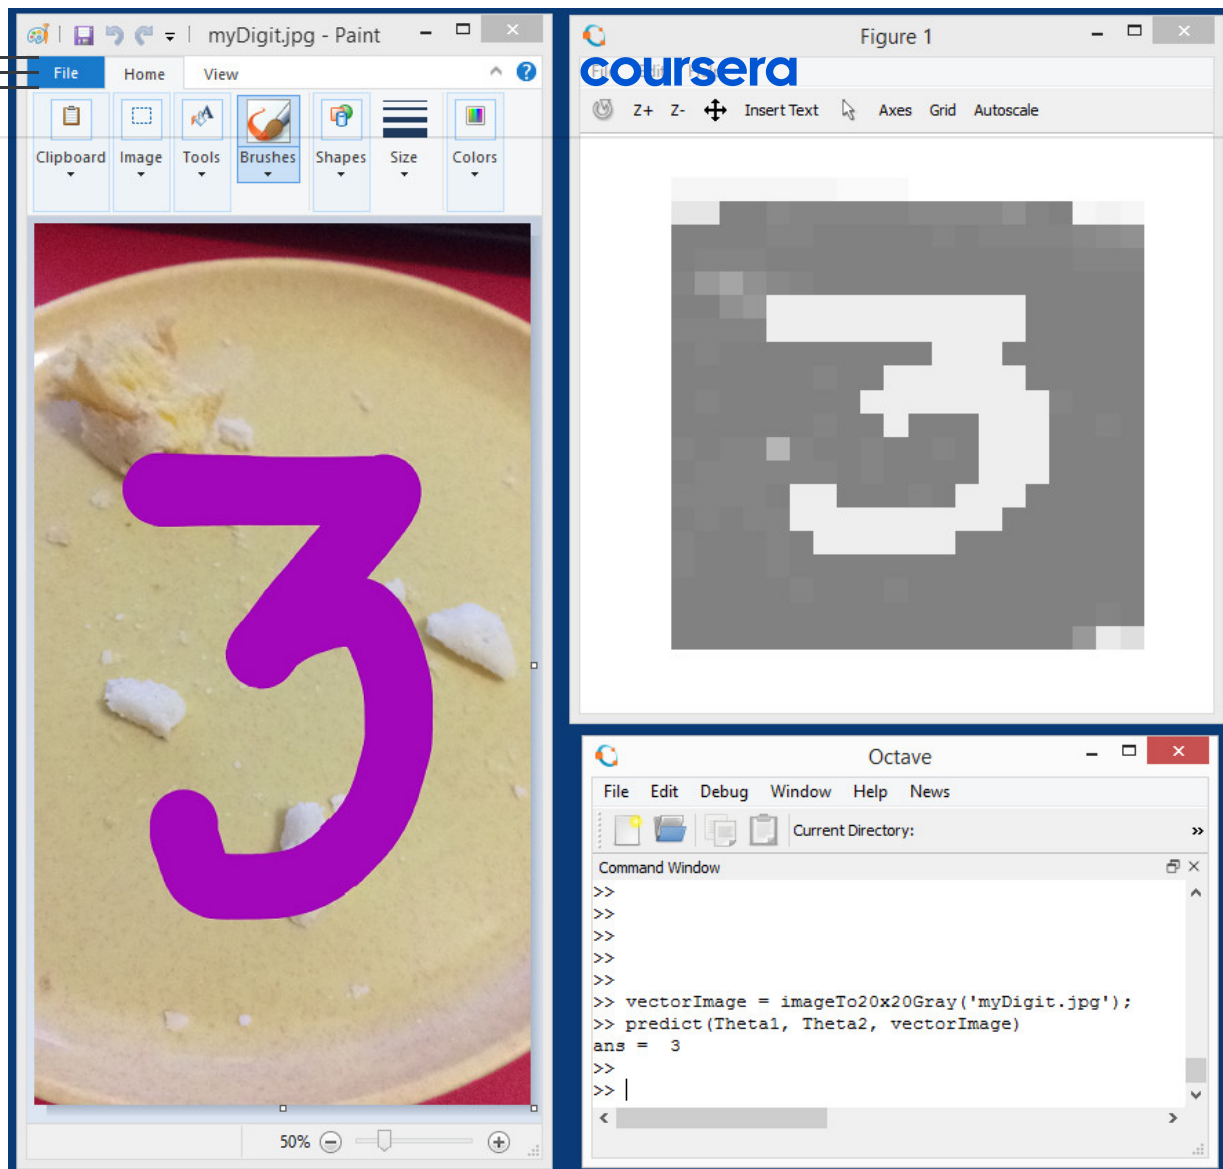 myDigit.jpg - Paint
File Home View
Clipboard Image Tools Brushes Shapes Size Colors
3
50%
Figure 1
coursera
Z+ Z- Insert Text Axes Grid Autoscale
Octave
File Edit Debug Window Help News
Current Directory:
»
Command Window
>>
>>
>>
>>
>>
>> vectorImage = imageTo20x20Gray('myDigit.jpg');
>> predict(Theta1, Theta2, vectorImage)
ans = 3
>>
>>